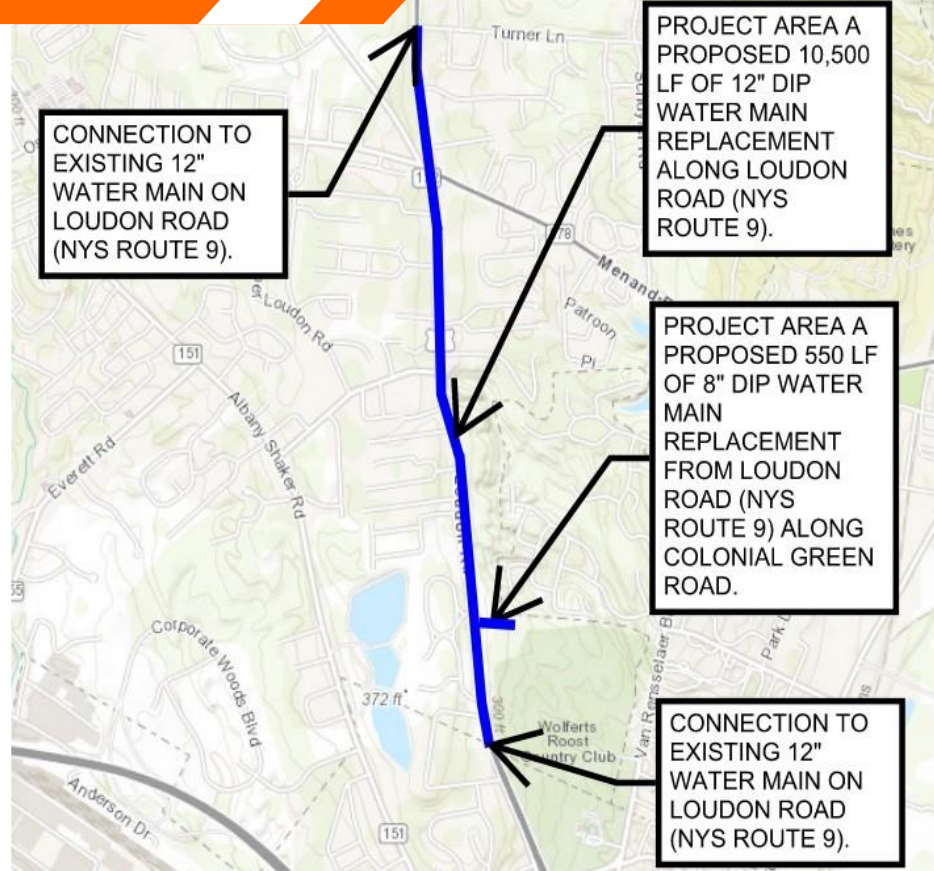 Turner Ln
PROJECT AREA A
PROPOSED 10,500
LF OF 12" DIP
WATER MAIN
REPLACEMENT
ALONG LOUDON
ROAD (NYS
ROUTE 9).
CONNECTION TO
EXISTING 12"
WATER MAIN ON
LOUDON ROAD
(NYS ROUTE 9).
378
Loudon Rd
Patroon
Pl
151
Albany Shaker Rd
Everett Rd
PROJECT AREA A
PROPOSED 550 LF
OF 8" DIP WATER
MAIN
REPLACEMENT
FROM LOUDON
ROAD (NYS
ROUTE 9) ALONG
COLONIAL GREEN
ROAD.
Corporate Woods Blvd
372 ft
300 ft
Wolferts
Roost
Country Club
Van Rensselaer B
CONNECTION TO
EXISTING 12"
WATER MAIN ON
LOUDON ROAD
(NYS ROUTE 9).
Anderson Dr
151